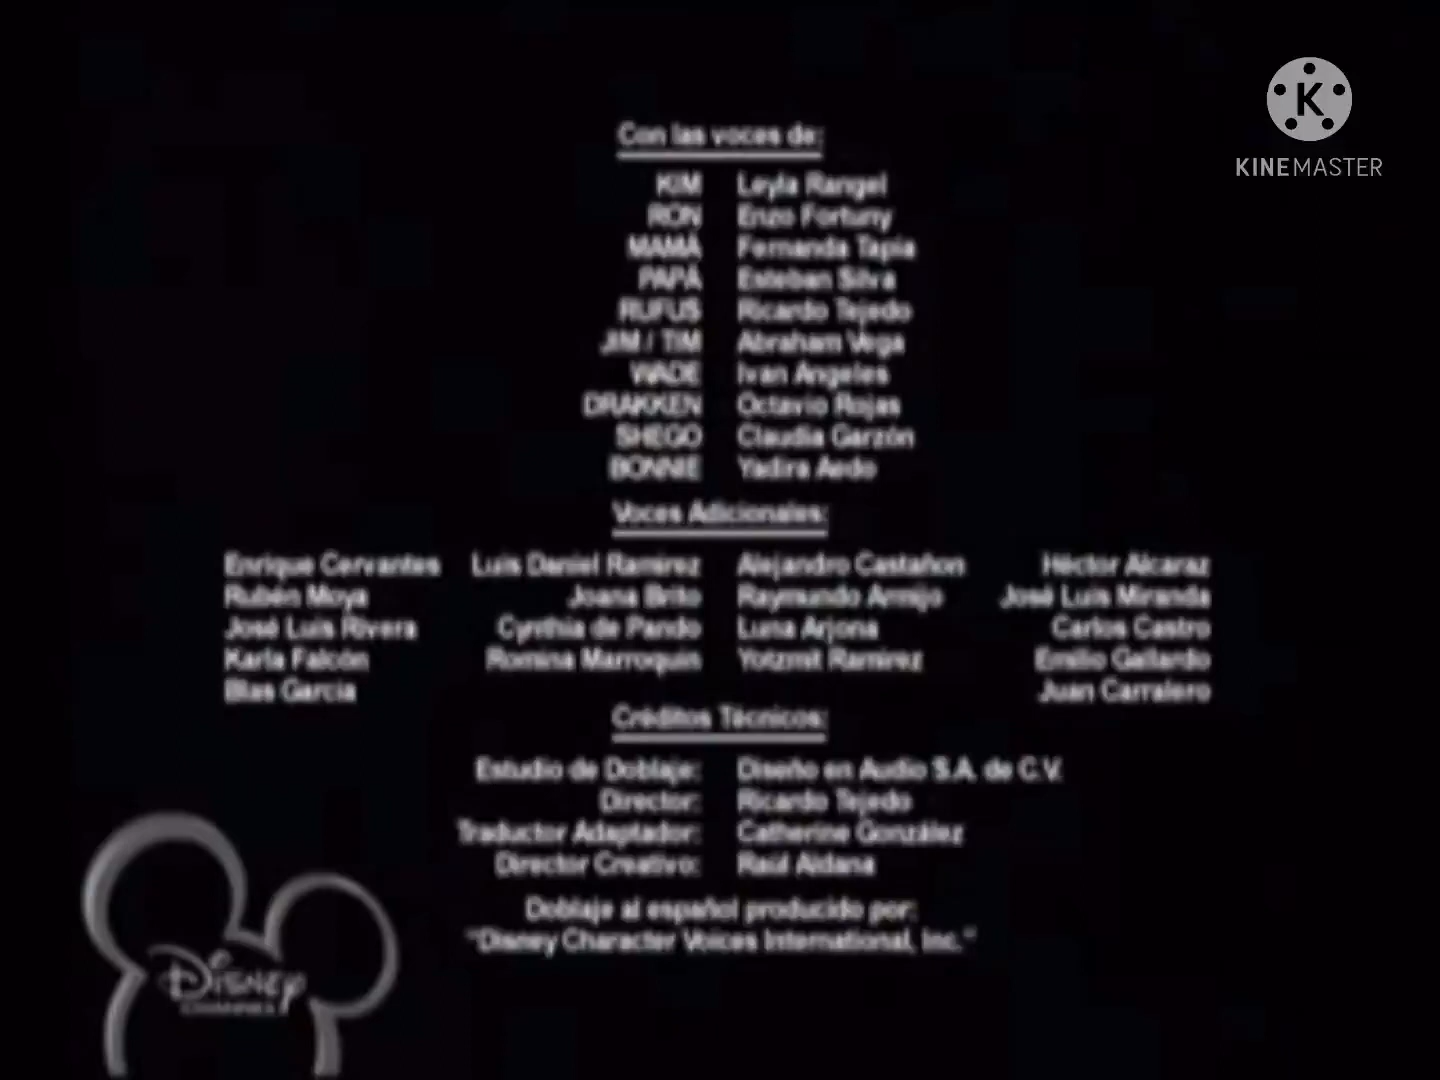 KINEMASTER
Con las voces de:
KIM Leyla Rangel
RON Enzo Fortuny
MAMÁ Fernanda Tapia
PAPÁ Esteban Silva
RUFUS Ricardo Tejedo
JIM / TIM Abraham Vega
WADE Ivan Angeles
DRAKKEN Octavio Rojas
SHEGO Claudia Garzón
BONNIE Yadira Aedo
Voces Adicionales:
Enrique Cervantes Luis Daniel Ramirez Alejandro Castañon Héctor Alcaraz
Rubén Moya Joana Brito Raymundo Armijo José Luis Miranda
José Luis Rivera Cynthia de Pando Luna Arjona Carlos Castro
Karla Falcón Romina Marroquin Yotzmit Ramirez Emilio Gallardo
Blas Garcia Juan Carralero
Créditos Técnicos:
Estudio de Doblaje: Diseño en Audio S.A. de C.V.
Director: Ricardo Tejedo
Traductor Adaptador: Catherine González
Director Creativo: Raúl Aldana
Doblaje al español producido por:
"Disney Character Voices International, Inc."
DISNEY
CHANNEL